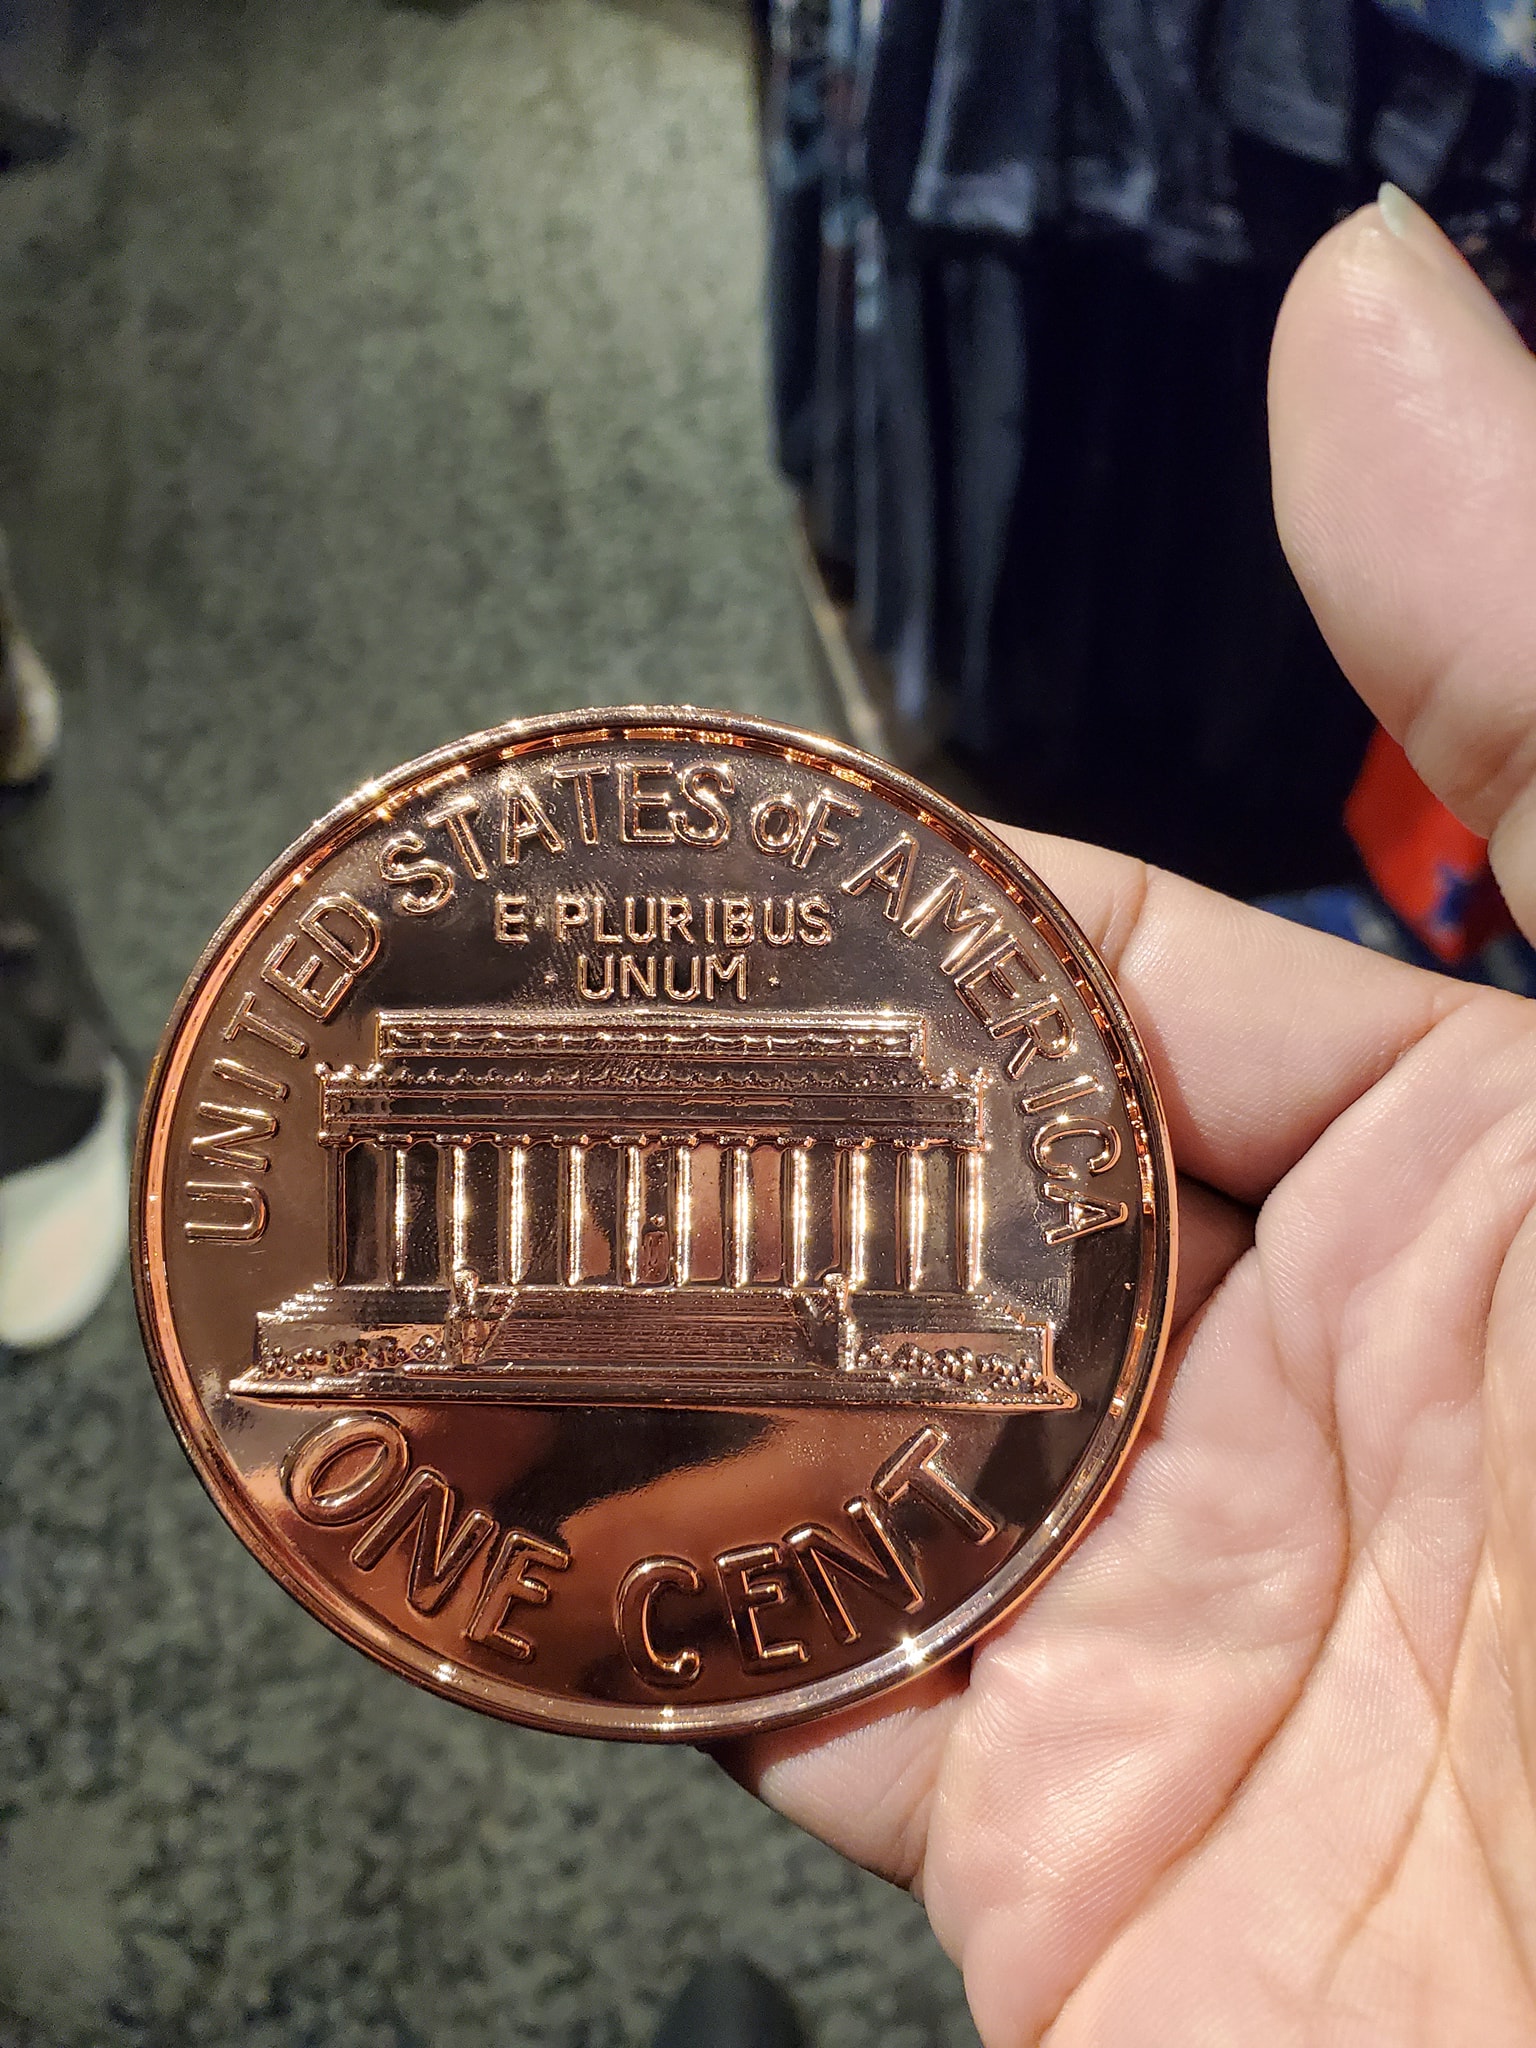 UNITED STATES OF AMERICA
E·PLURIBUS
· UNUM ·
ONE CENT